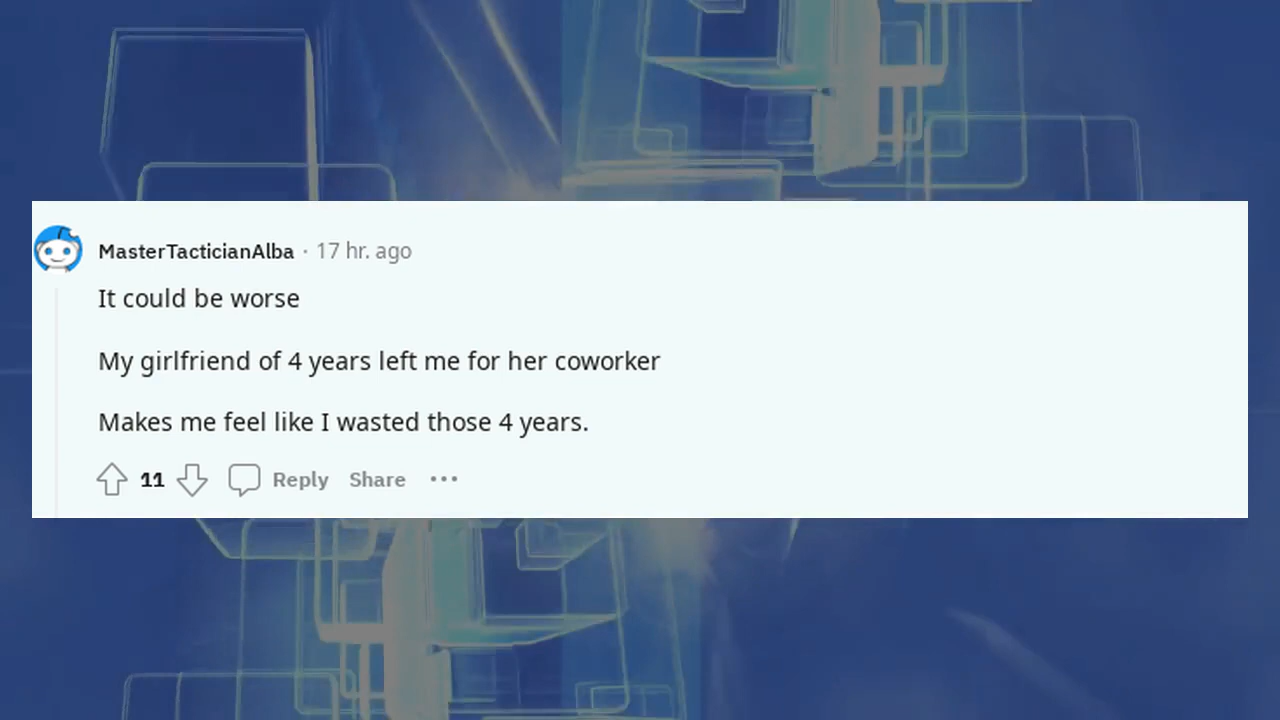 MasterTacticianAlba · 17 hr. ago
It could be worse
My girlfriend of 4 years left me for her coworker
Makes me feel like I wasted those 4 years.
11 Reply Share ···